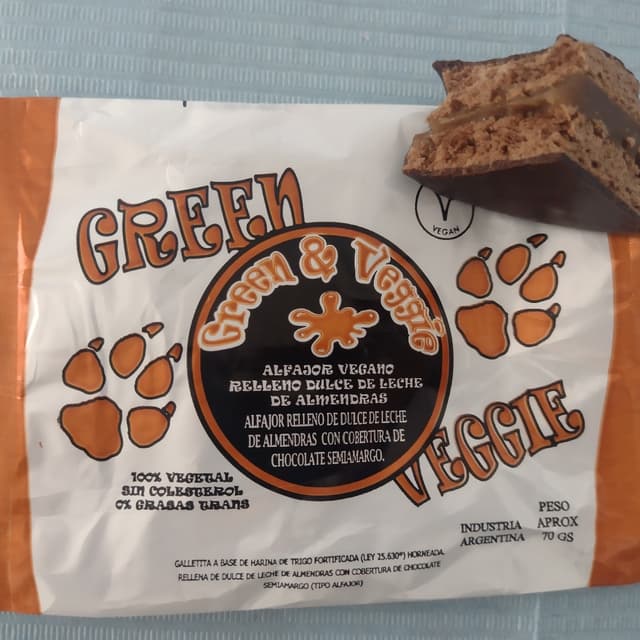 GREEN
V
VEGAN
Green & Veggie
ALFAJOR VEGANO
RELLENO DULCE DE LECHE
DE ALMENDRAS
ALFAJOR RELLENO DE DULCE DE LECHE
DE ALMENDRAS CON COBERTURA DE
CHOCOLATE SEMIAMARGO.
VEGGIE
100% VEGETAL
SIN COLESTEROL
0% GRASAS TRANS
INDUSTRIA
ARGENTINA
PESO
APROX
70 GS
GALLETITA A BASE DE HARINA DE TRIGO FORTIFICADA (LEY 25.630°) HORNEADA
RELLENA DE DULCE DE LECHE DE ALMENDRAS CON COBERTURA DE CHOCOLATE
SEMIAMARGO (TIPO ALFAJOR)